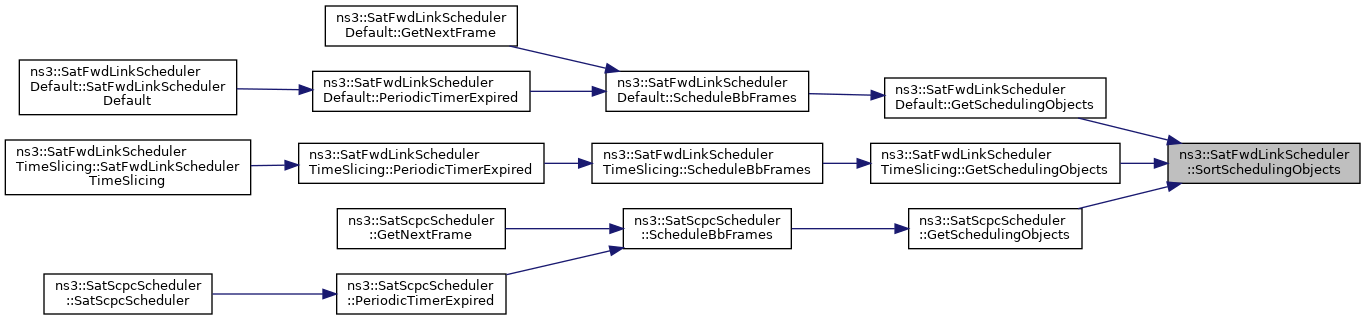 ns3::SatFwdLinkScheduler
Default::GetNextFrame
ns3::SatFwdLinkScheduler
Default::SatFwdLinkScheduler
Default
ns3::SatFwdLinkScheduler
Default::PeriodicTimerExpired
ns3::SatFwdLinkScheduler
Default::ScheduleBbFrames
ns3::SatFwdLinkScheduler
Default::GetSchedulingObjects
ns3::SatFwdLinkScheduler
TimeSlicing::SatFwdLinkScheduler
TimeSlicing
ns3::SatFwdLinkScheduler
TimeSlicing::PeriodicTimerExpired
ns3::SatFwdLinkScheduler
TimeSlicing::ScheduleBbFrames
ns3::SatFwdLinkScheduler
TimeSlicing::GetSchedulingObjects
ns3::SatFwdLinkScheduler
::SortSchedulingObjects
ns3::SatScpcScheduler
::GetNextFrame
ns3::SatScpcScheduler
::ScheduleBbFrames
ns3::SatScpcScheduler
::GetSchedulingObjects
ns3::SatScpcScheduler
::SatScpcScheduler
ns3::SatScpcScheduler
::PeriodicTimerExpired